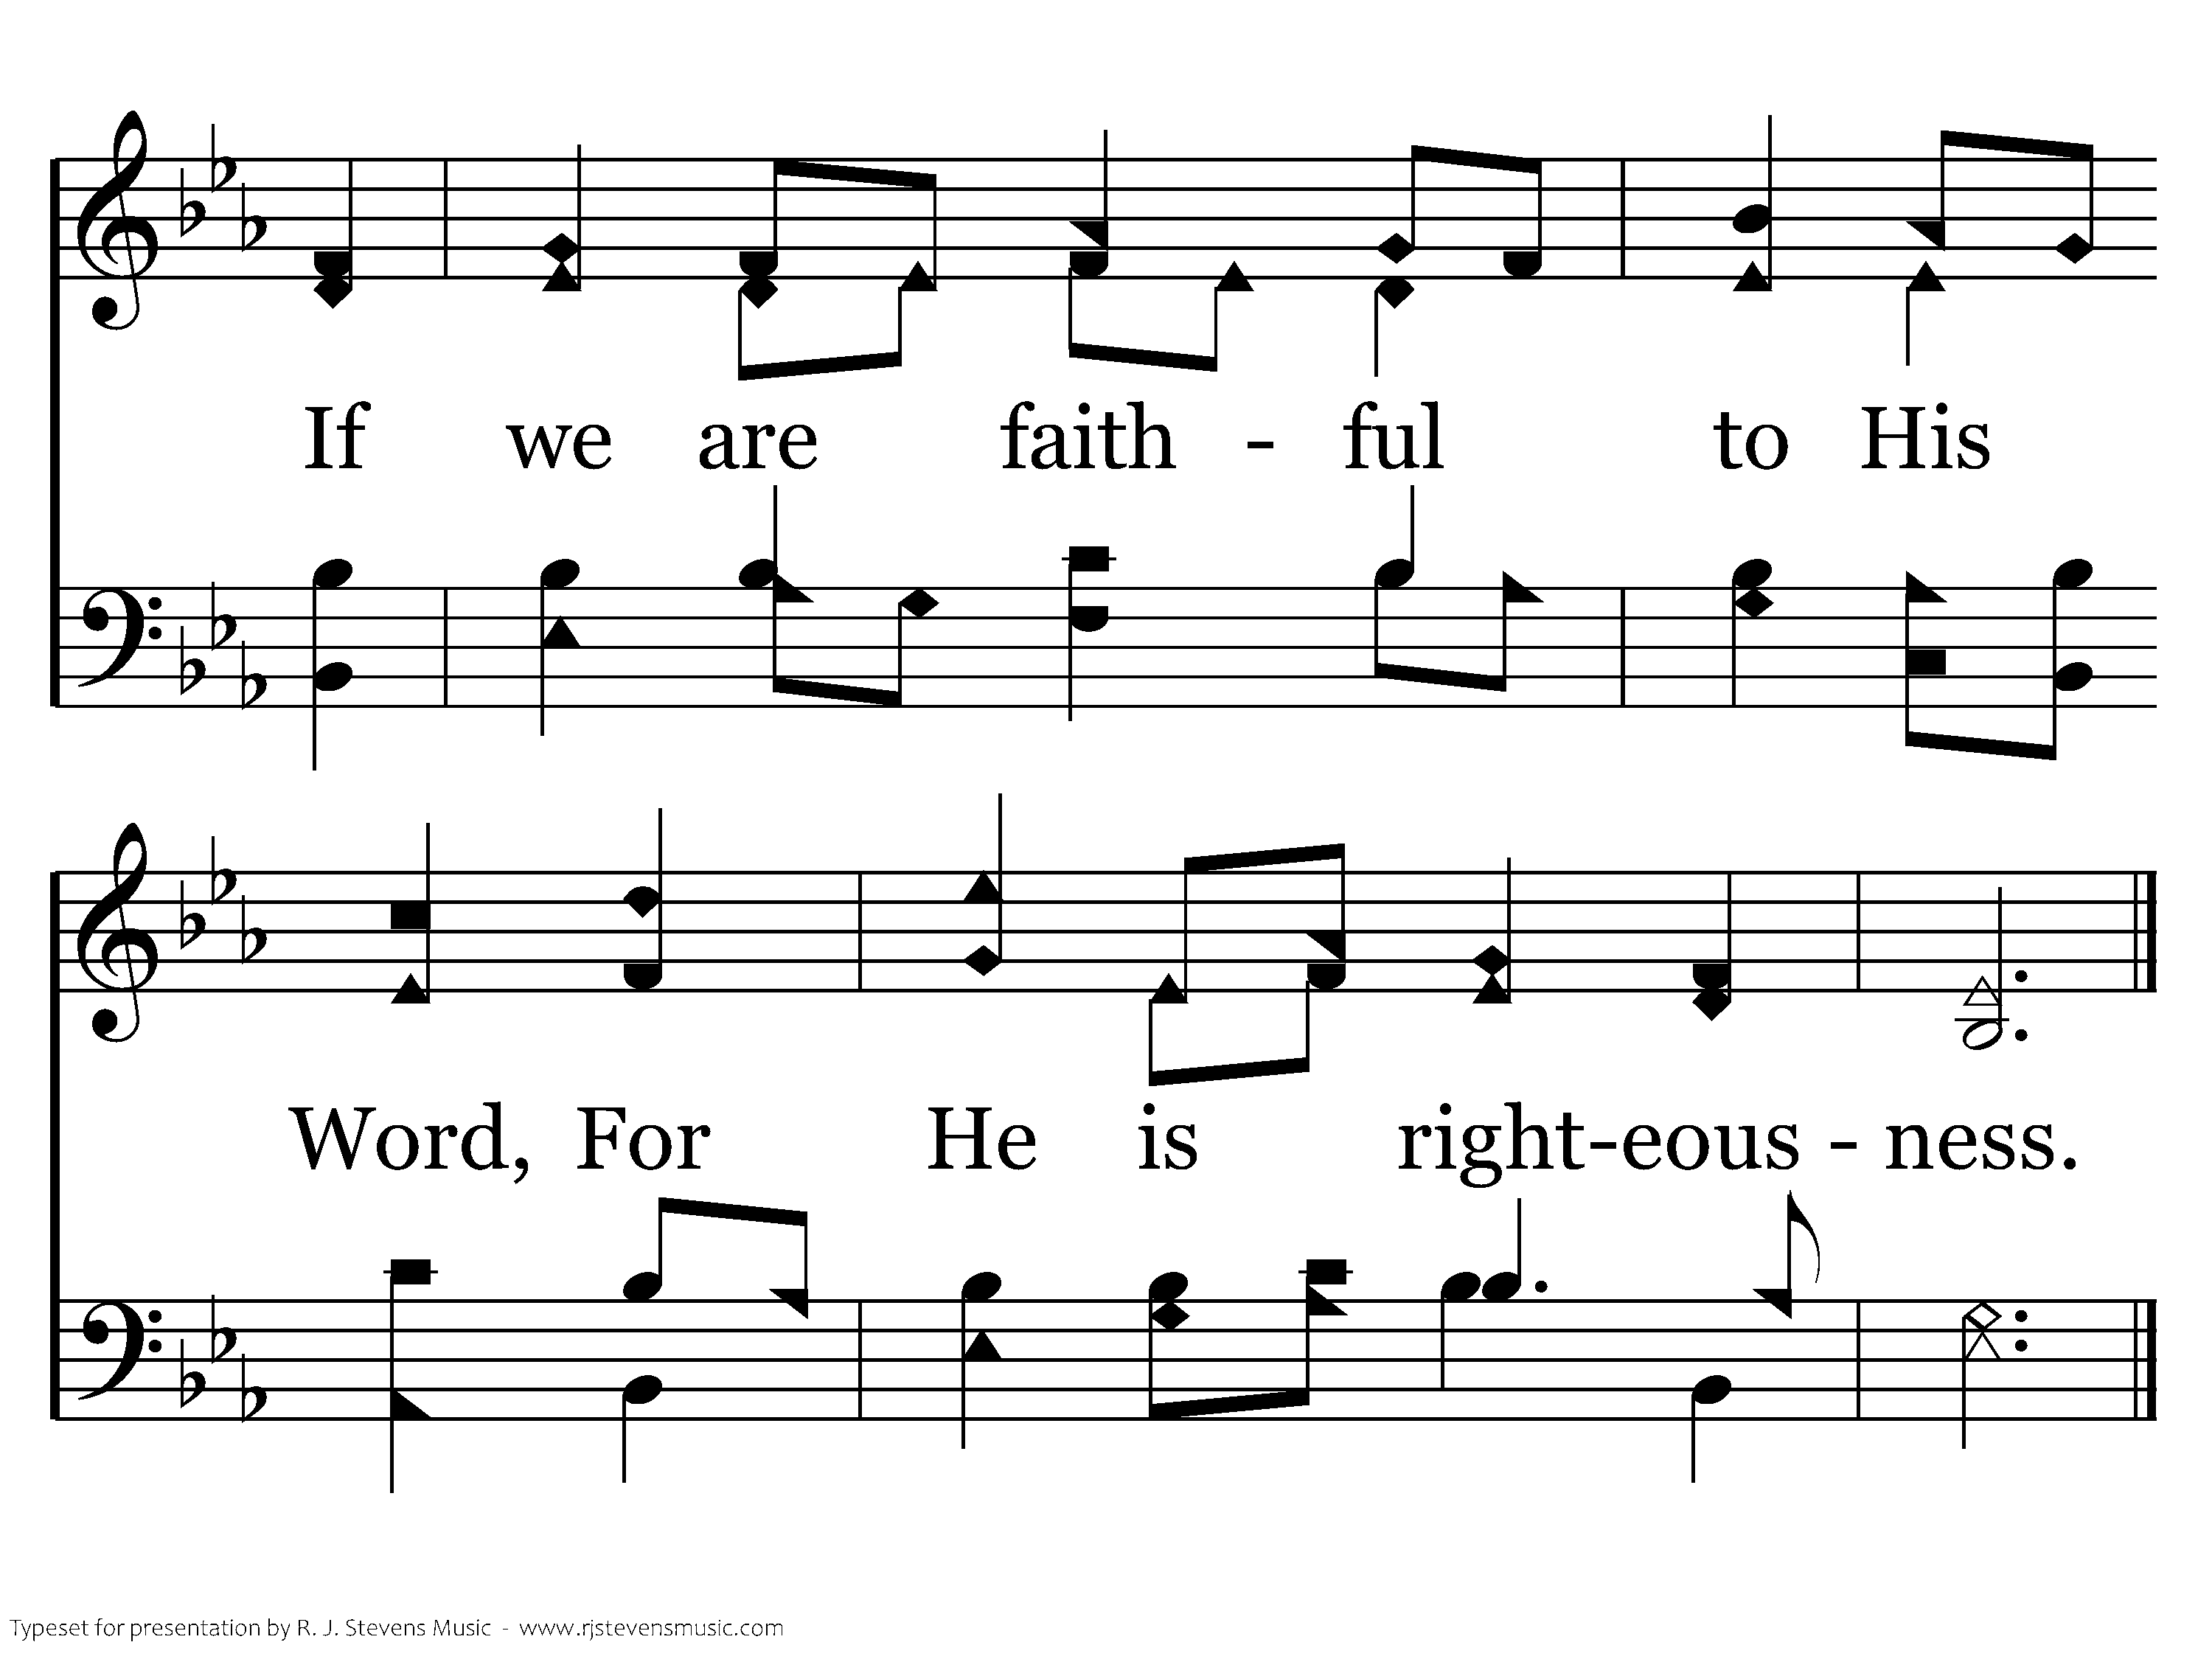 If we are faith - ful to His
Word, For He is right-eous - ness.
Typeset for presentation by R. J. Stevens Music - www.rjstevensmusic.com